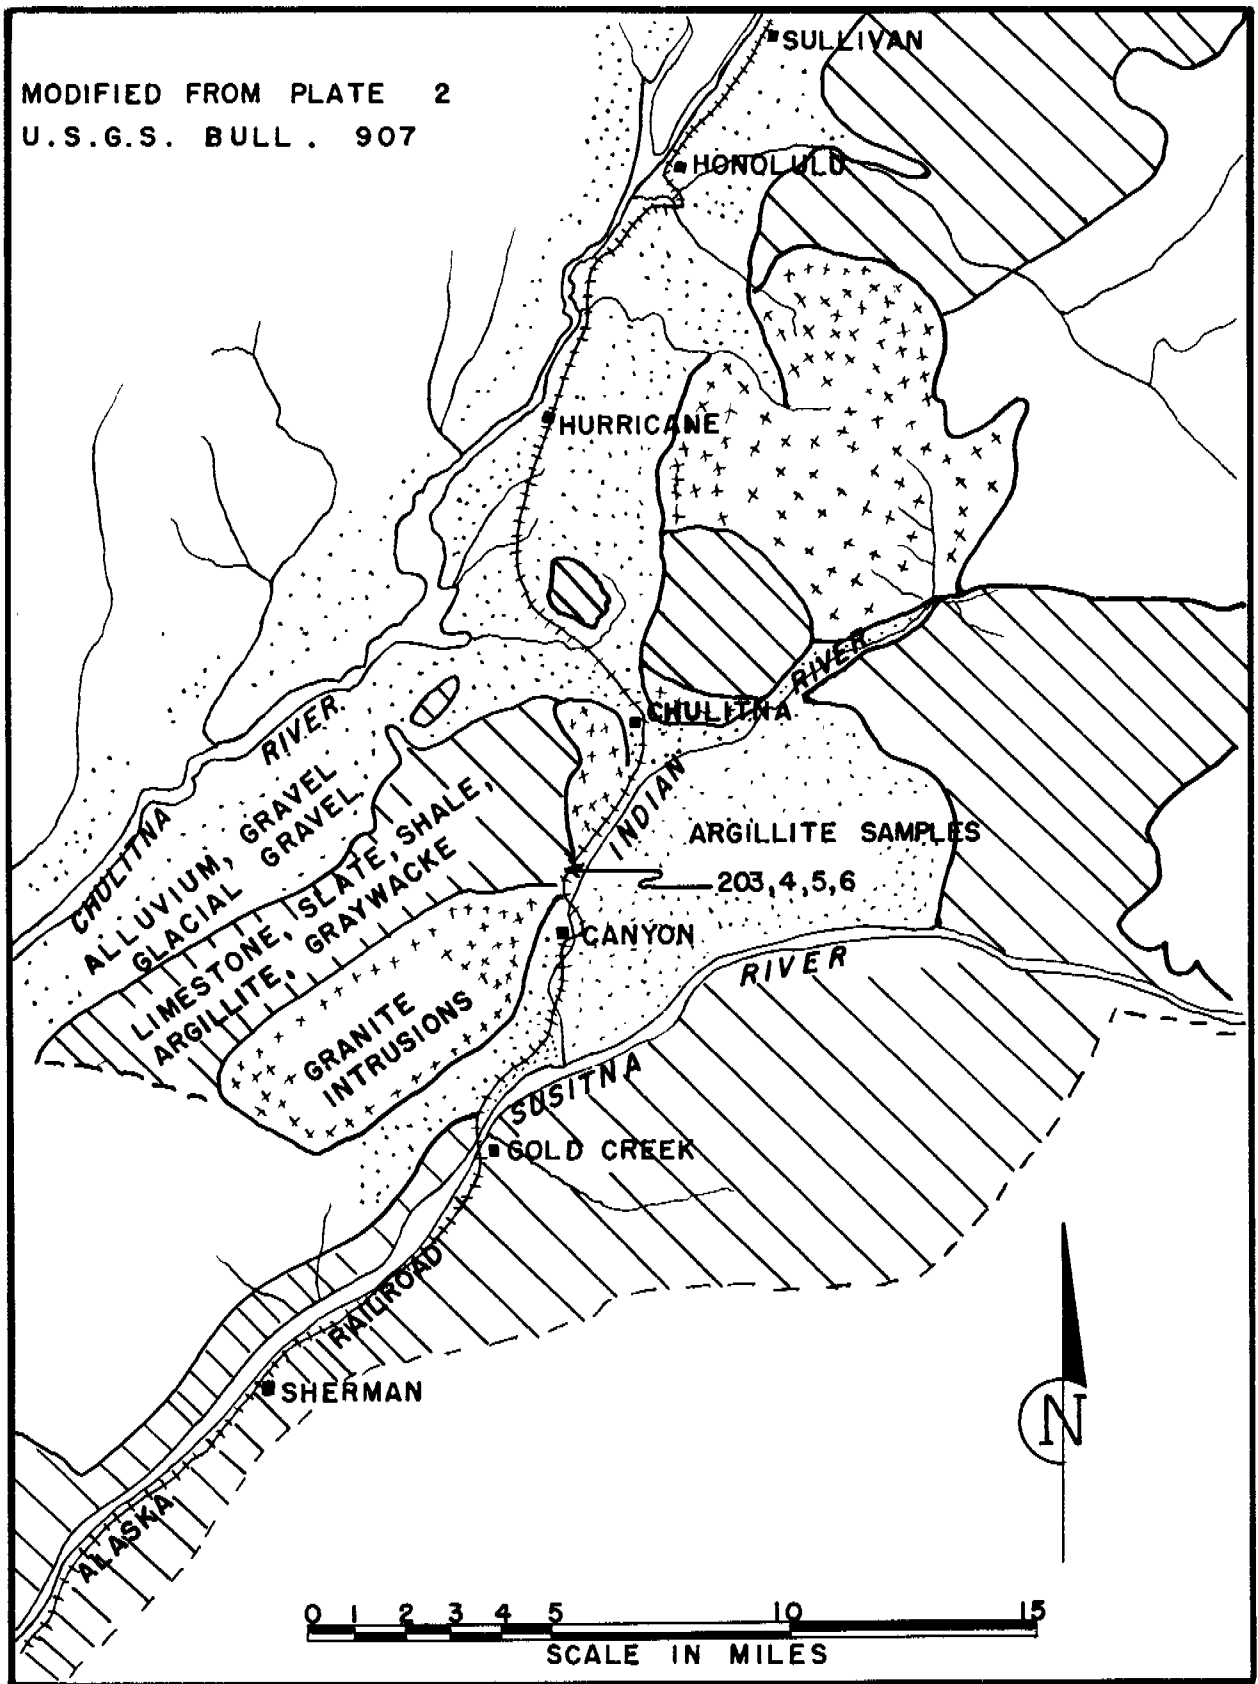 MODIFIED FROM PLATE 2
U.S.G.S. BULL. 907
SULLIVAN
HONOLULU
HURRICANE
CHULITNA
RIVER
INDIAN
RIVER
CHULITNA
ALLUVIUM, GRAVEL
GLACIAL GRAVEL
LIMESTONE, SLATE, SHALE,
ARGILLITE, GRAYWACKE
GRANITE
INTRUSIONS
ARGILLITE SAMPLES
203,4,5,6
CANYON
SUSITNA
RIVER
GOLD CREEK
ALASKA
RAILROAD
SHERMAN
N
0 1 2 3 4 5 10 15
SCALE IN MILES